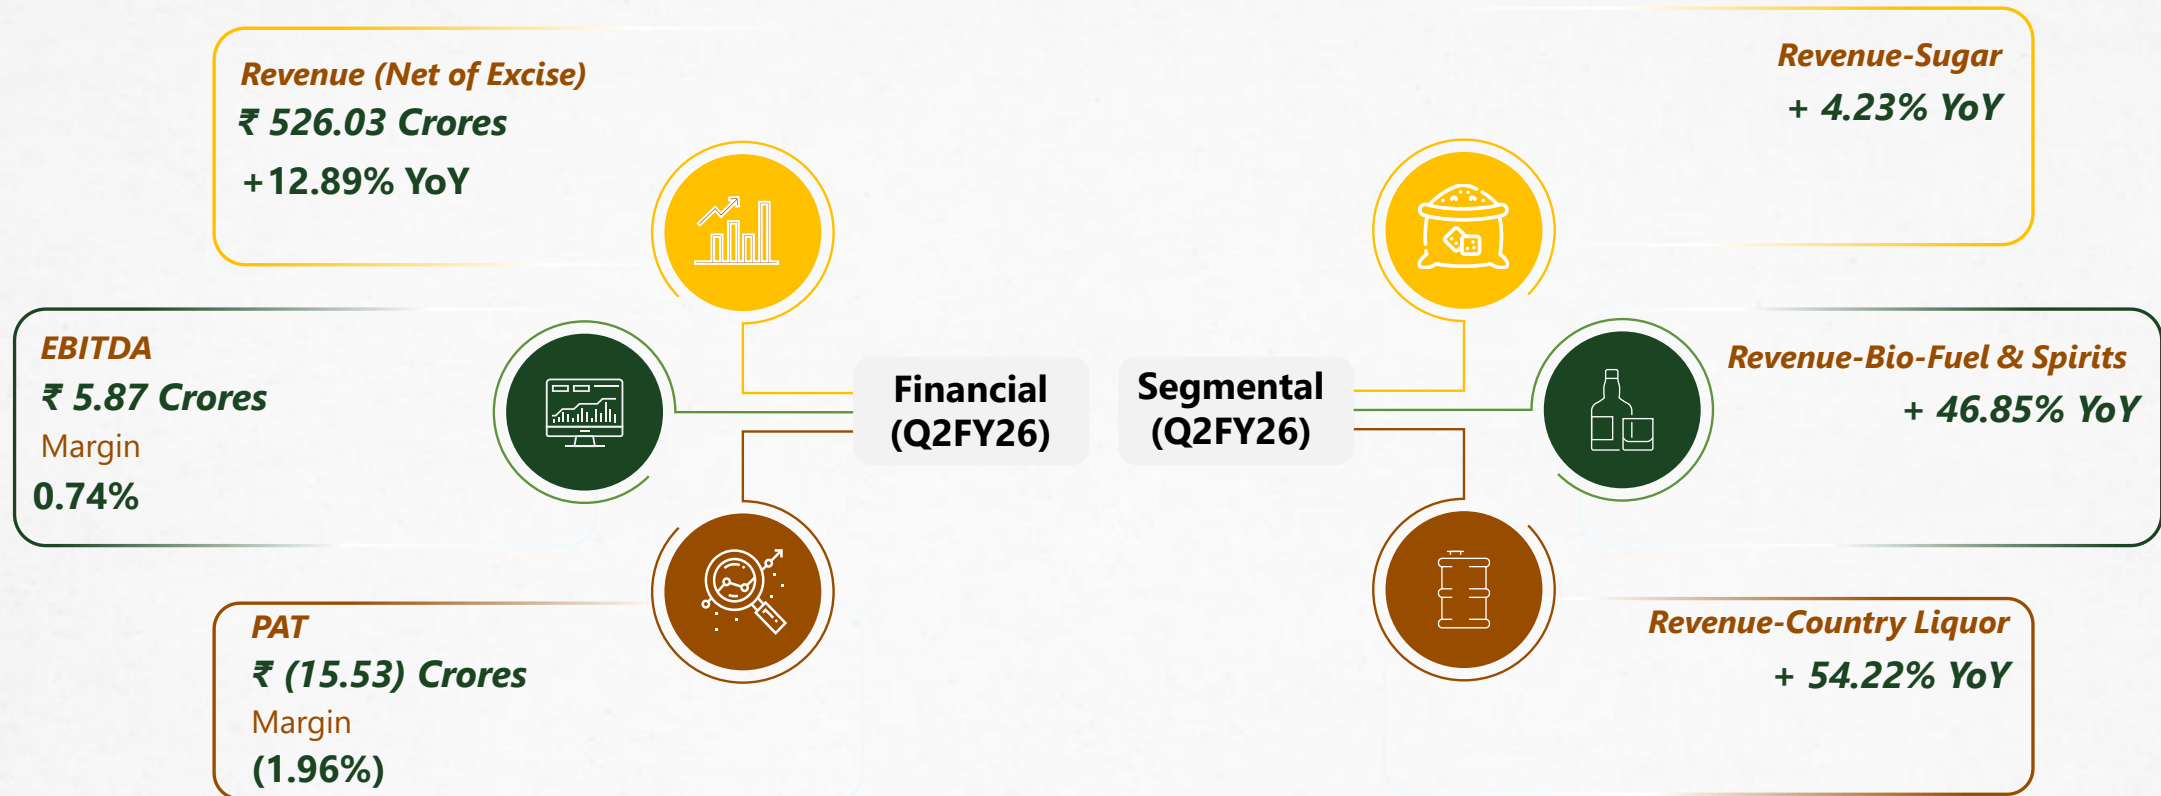 Revenue (Net of Excise)
₹ 526.03 Crores
+12.89% YoY
EBITDA
₹ 5.87 Crores
Margin
0.74%
PAT
₹ (15.53) Crores
Margin
(1.96%)
Financial
(Q2FY26)
Segmental
(Q2FY26)
Revenue-Sugar
+ 4.23% YoY
Revenue-Bio-Fuel & Spirits
+ 46.85% YoY
Revenue-Country Liquor
+ 54.22% YoY